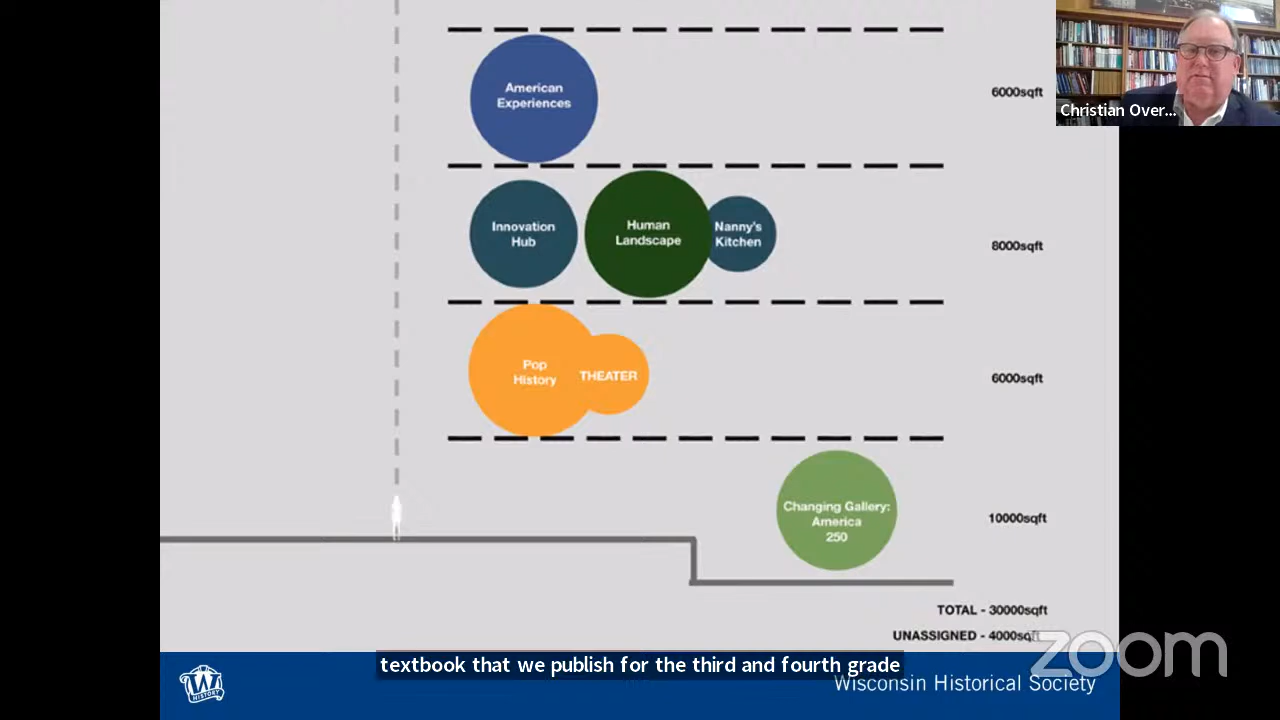 American
Experiences
6000sqft
Christian Over...
Innovation
Hub
Human
Landscape
Nanny's
Kitchen
8000sqft
Pop
History
THEATER
6000sqft
Changing Gallery:
America
250
10000sqft
TOTAL - 30000sqft
UNASSIGNED - 4000sqft
zoom
textbook that we publish for the third and fourth grade
W
HISTORY
Wisconsin Historical Society